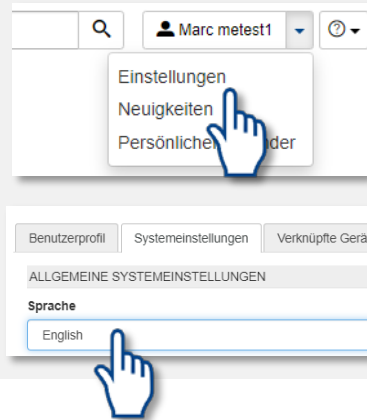 Marc metest1
Einstellungen
Neuigkeiten
Persönlicher
Benutzerprofil Systemeinstellungen Verknüpfte
ALLGEMEINE SYSTEMEINSTELLUNGEN
Sprache
English